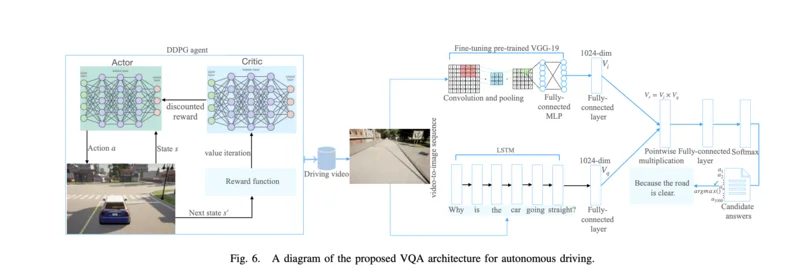 DDPG agent
Actor
Critic
discounted
reward
Action a
State s
value iteration
Reward function
Next state s'
Driving video
video-to-image sequence
Fine-tuning pre-trained VGG-19
Convolution and pooling
Fully-
connected
MLP
1024-dim
V_i
Fully-
connected
layer
LSTM
Why is the car going straight?
1024-dim
V_q
Fully-
connected
layer
V_s = V_i × V_q
Pointwise
multiplication
Fully-connected
layer
Softmax
Because the road
is clear.
argmax()
Candidate
answers
Fig. 6. A diagram of the proposed VQA architecture for autonomous driving.